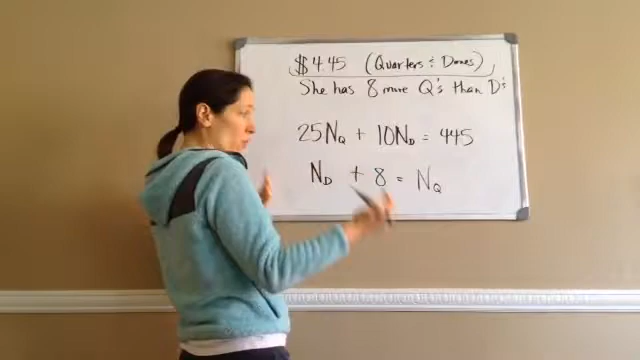 $4.45 (Quarters & Dimes)
She has 8 more Q's than D's
25N_Q + 10N_D = 445
N_D + 8 = N_Q